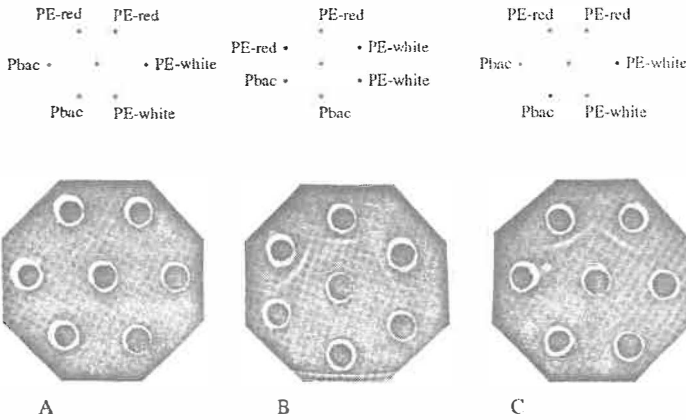 PE-red PE-red PE-red PE-red PE-red
PE-red PE-white
Pbac PE-white Pbac PE-white
Pbac PE-white
Pbac PE-white Pbac Pbac PE-white
A B C